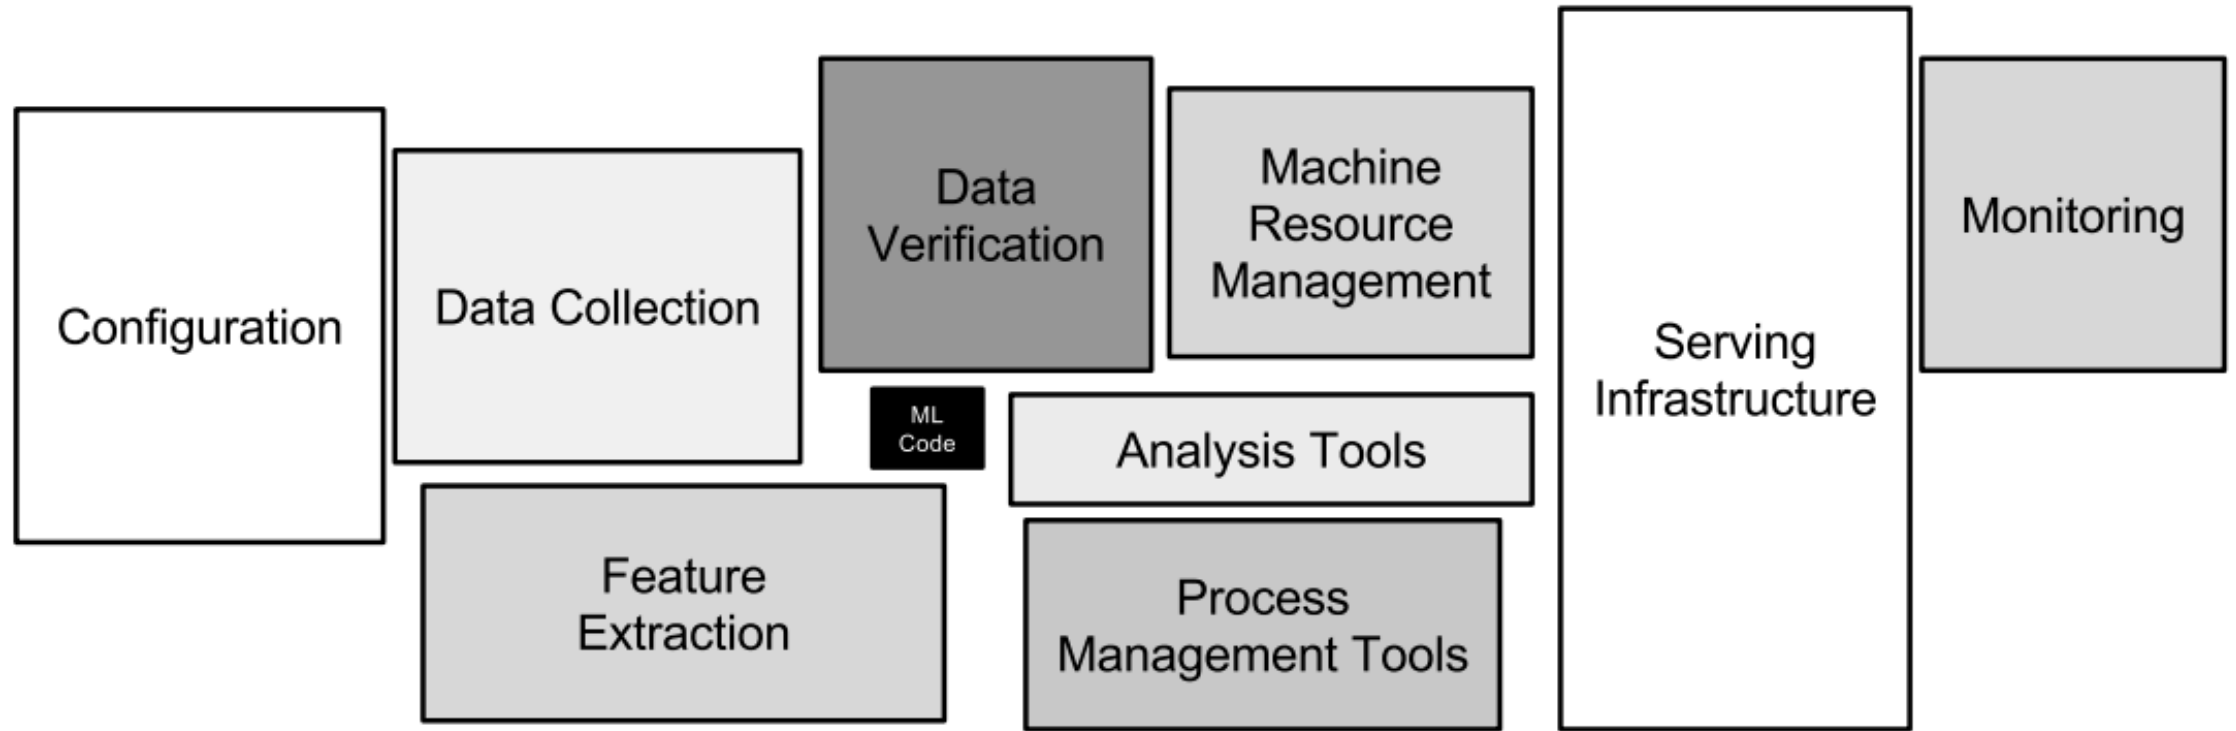 Configuration
Data Collection
Feature
Extraction
Data
Verification
ML
Code
Machine
Resource
Management
Analysis Tools
Process
Management Tools
Serving
Infrastructure
Monitoring